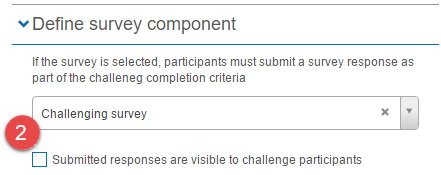 Define survey component
If the survey is selected, participants must submit a survey response as
part of the challeneg completion criteria
Challenging survey
2
Submitted responses are visible to challenge participants